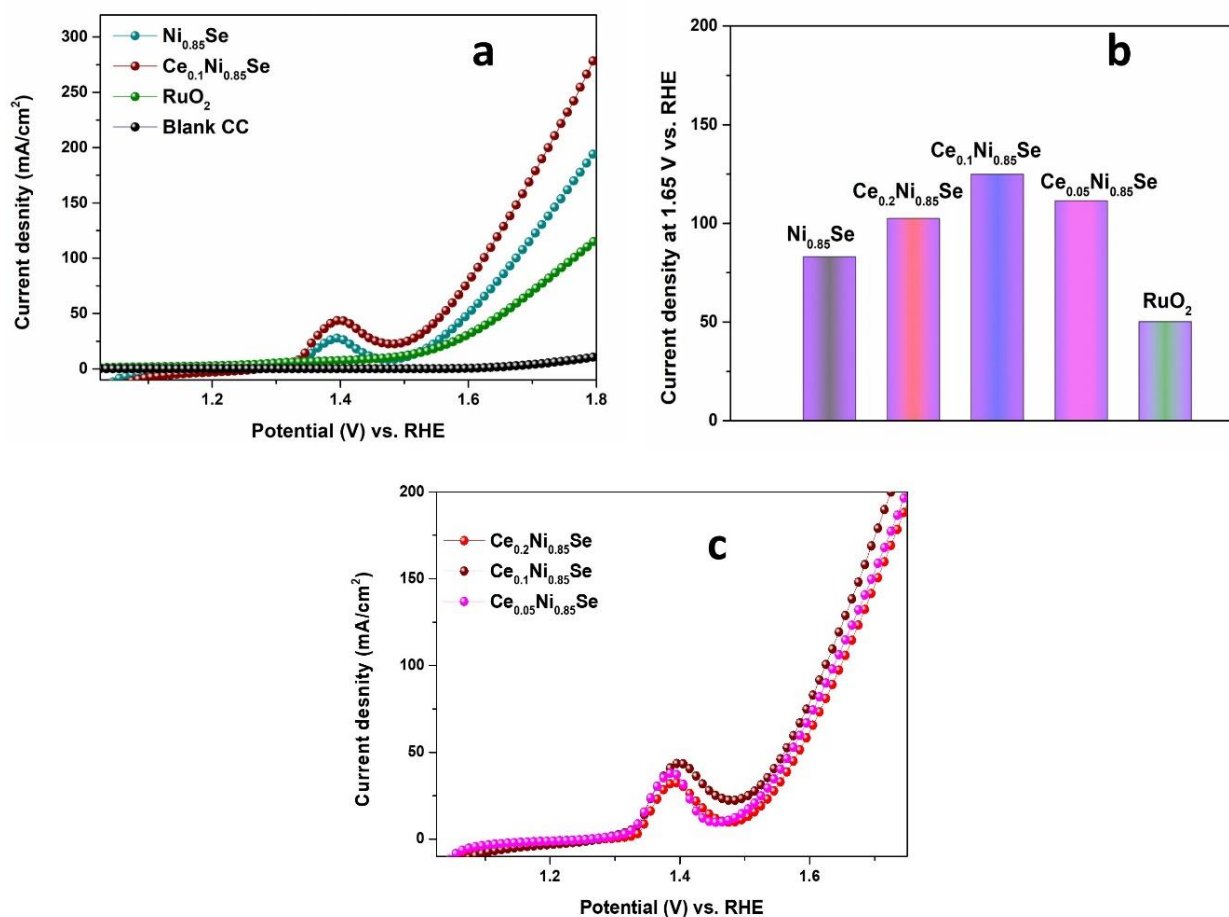 a
Ni0.85Se
Ce0.1Ni0.85Se
RuO2
Blank CC
300
250
200
150
100
50
0
Current desnity (mA/cm2)
1.2
1.4
1.6
1.8
Potential (V) vs. RHE
b
200
150
100
50
0
Current density at 1.65 V vs. RHE
Ni0.85Se
Ce0.2Ni0.85Se
Ce0.1Ni0.85Se
Ce0.05Ni0.85Se
RuO2
c
Ce0.2Ni0.85Se
Ce0.1Ni0.85Se
Ce0.05Ni0.85Se
200
150
100
50
0
Current desnity (mA/cm2)
1.2
1.4
1.6
Potential (V) vs. RHE